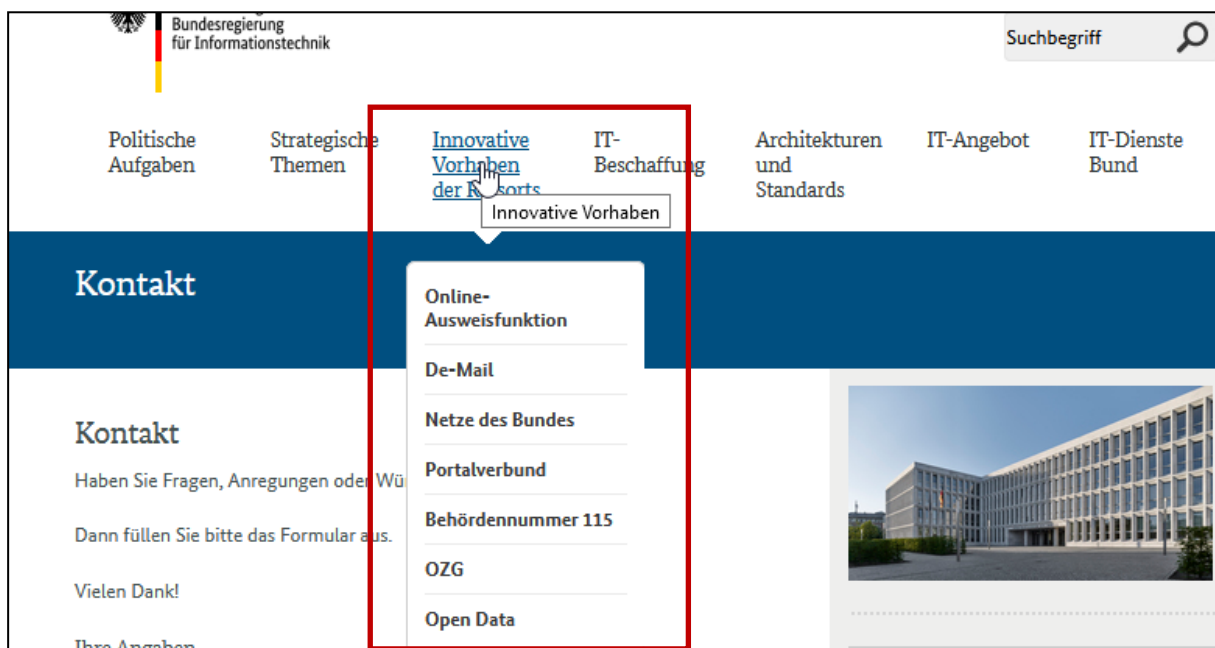 Bundesregierung
für Informationstechnik
Suchbegriff
Politische
Aufgaben
Strategische
Themen
Innovative
Vorhaben
der Ressorts
IT-
Beschaffung
Architekturen
und
Standards
IT-Angebot
IT-Dienste
Bund
Innovative Vorhaben
Kontakt
Online-
Ausweisfunktion
De-Mail
Netze des Bundes
Portalverbund
Behördennummer 115
OZG
Open Data
Kontakt
Haben Sie Fragen, Anregungen oder
Dann füllen Sie bitte das Formular aus.
Vielen Dank!
Ihre Angaben